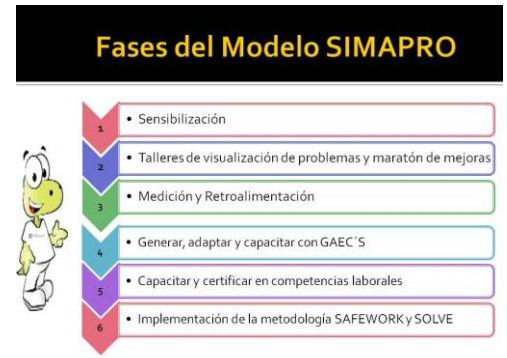 Fases del Modelo SIMAPRO
1
• Sensibilización
2
• Talleres de visualización de problemas y maratón de mejoras
3
• Medición y Retroalimentación
4
• Generar, adaptar y capacitar con GAEC´S
5
• Capacitar y certificar en competencias laborales
6
• Implementación de la metodología SAFEWORK y SOLVE